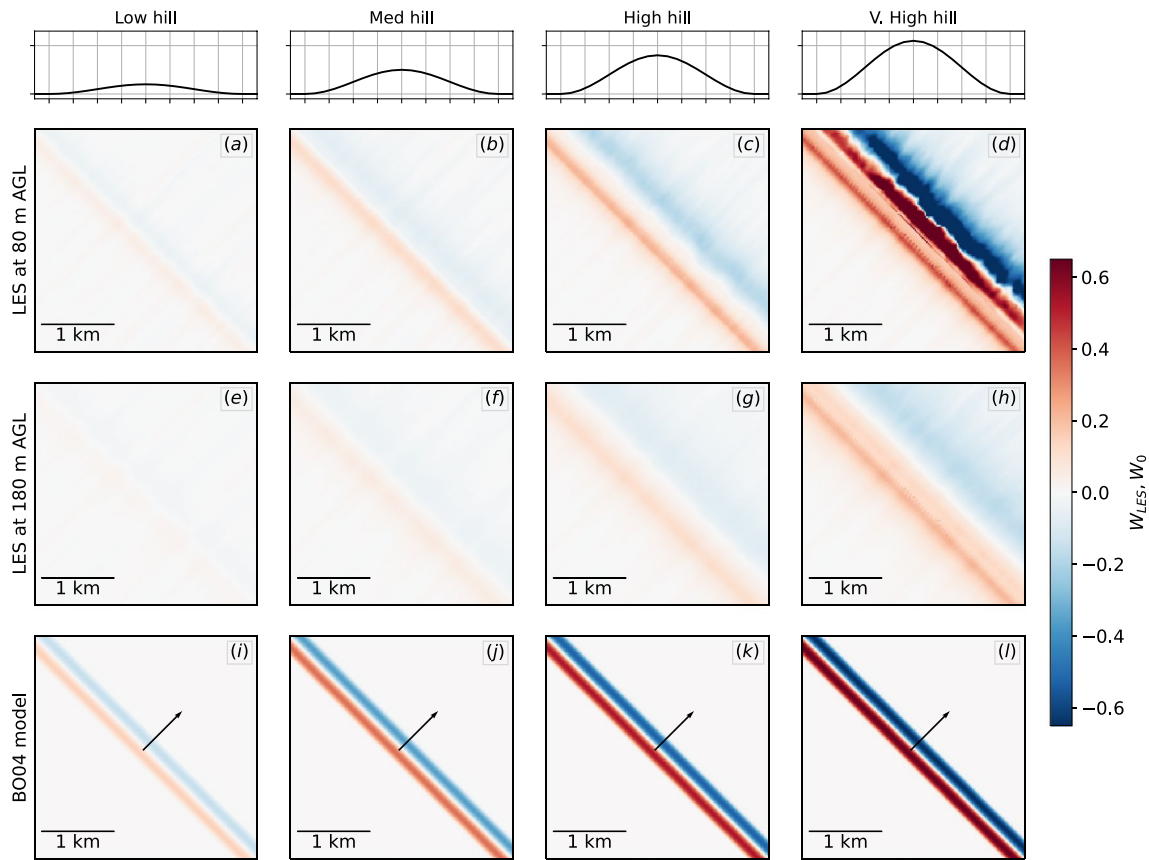 Low hill
Med hill
High hill
V. High hill
LES at 80 m AGL
(a)
1 km
(b)
1 km
(c)
1 km
(d)
1 km
LES at 180 m AGL
(e)
1 km
(f)
1 km
(g)
1 km
(h)
1 km
BO04 model
(i)
1 km
(j)
1 km
(k)
1 km
(l)
1 km
0.6
0.4
0.2
0.0
−0.2
−0.4
−0.6
W_LES, W_0